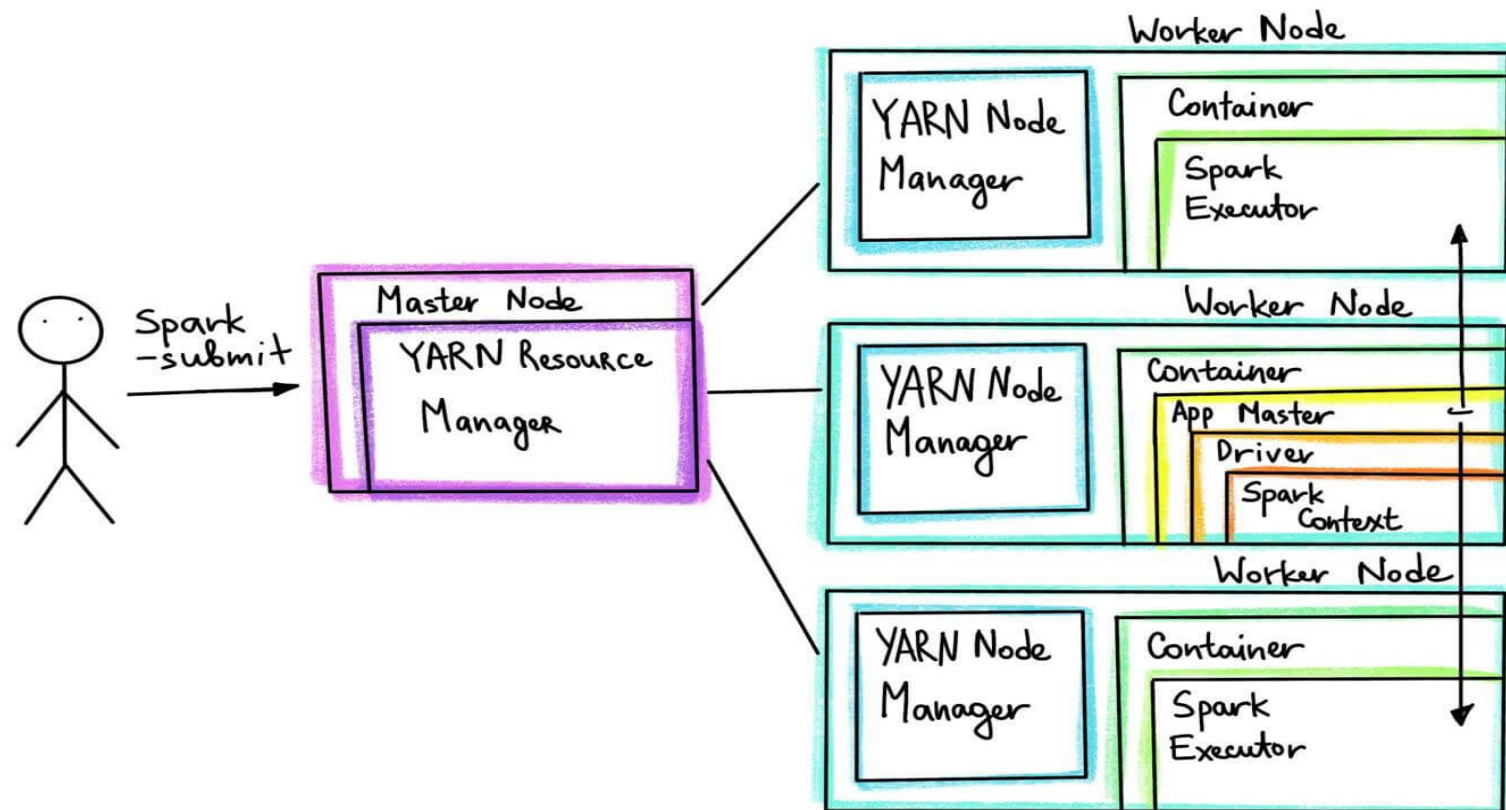 Spark
-submit
Master Node
YARN Resource
Manager
Worker Node
YARN Node
Manager
Container
Spark
Executor
Worker Node
YARN Node
Manager
Container
App Master
Driver
Spark
Context
Worker Node
YARN Node
Manager
Container
Spark
Executor